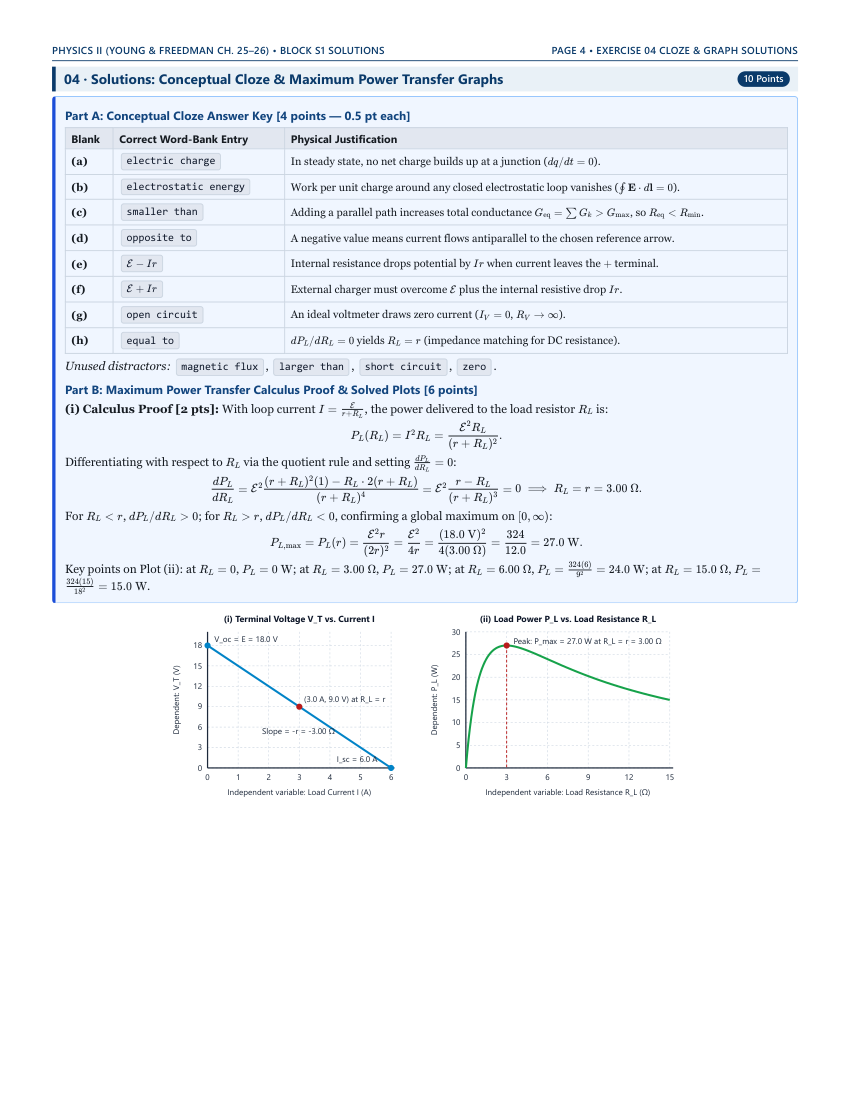 PHYSICS II (YOUNG & FREEDMAN CH. 25–26) • BLOCK S1 SOLUTIONS
PAGE 4 • EXERCISE 04 CLOZE & GRAPH SOLUTIONS
04 · Solutions: Conceptual Cloze & Maximum Power Transfer Graphs
10 Points
Part A: Conceptual Cloze Answer Key [4 points — 0.5 pt each]
Blank Correct Word-Bank Entry Physical Justification
(a) electric charge In steady state, no net charge builds up at a junction (dq/dt = 0).
(b) electrostatic energy Work per unit charge around any closed electrostatic loop vanishes (∮ E · dl = 0).
(c) smaller than Adding a parallel path increases total conductance G_eq = ∑ G_k > G_max, so R_eq < R_min.
(d) opposite to A negative value means current flows antiparallel to the chosen reference arrow.
(e) ℰ − Ir Internal resistance drops potential by Ir when current leaves the + terminal.
(f) ℰ + Ir External charger must overcome ℰ plus the internal resistive drop Ir.
(g) open circuit An ideal voltmeter draws zero current (I_V = 0, R_V → ∞).
(h) equal to dP_L/dR_L = 0 yields R_L = r (impedance matching for DC resistance).
Unused distractors: magnetic flux , larger than , short circuit , zero .
Part B: Maximum Power Transfer Calculus Proof & Solved Plots [6 points]
(i) Calculus Proof [2 pts]: With loop current I = ℰ/(r+R_L), the power delivered to the load resistor R_L is:
P_L(R_L) = I²R_L = ℰ²R_L/(r + R_L)².
Differentiating with respect to R_L via the quotient rule and setting dP_L/dR_L = 0:
dP_L/dR_L = ℰ² ((r + R_L)²(1) − R_L · 2(r + R_L))/(r + R_L)⁴ = ℰ² (r − R_L)/(r + R_L)³ = 0 ⟹ R_L = r = 3.00 Ω.
For R_L < r, dP_L/dR_L > 0; for R_L > r, dP_L/dR_L < 0, confirming a global maximum on [0, ∞):
P_L,max = P_L(r) = ℰ²r/(2r)² = ℰ²/4r = (18.0 V)²/4(3.00 Ω) = 324/12.0 = 27.0 W.
Key points on Plot (ii): at R_L = 0, P_L = 0 W; at R_L = 3.00 Ω, P_L = 27.0 W; at R_L = 6.00 Ω, P_L = 324(6)/9² = 24.0 W; at R_L = 15.0 Ω, P_L =
324(15)/18² = 15.0 W.
(i) Terminal Voltage V_T vs. Current I
V_oc = E = 18.0 V
(3.0 A, 9.0 V) at R_L = r
Slope = -r = -3.00 Ω
I_sc = 6.0 A
Dependent: V_T (V)
18
15
12
9
6
3
0
0 1 2 3 4 5 6
Independent variable: Load Current I (A)
(ii) Load Power P_L vs. Load Resistance R_L
Peak: P_max = 27.0 W at R_L = r = 3.00 Ω
Dependent: P_L (W)
30
25
20
15
10
5
0
0 3 6 9 12 15
Independent variable: Load Resistance R_L (Ω)